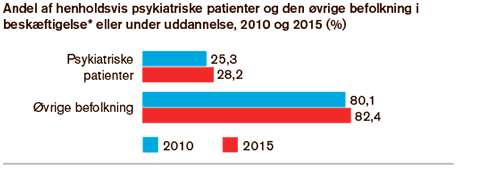 Andel af henholdsvis psykiatriske patienter og den øvrige befolkning i
beskæftigelse* eller under uddannelse, 2010 og 2015 (%)
Psykiatriske
patienter
25,3
28,2
Øvrige befolkning
80,1
82,4
2010 2015